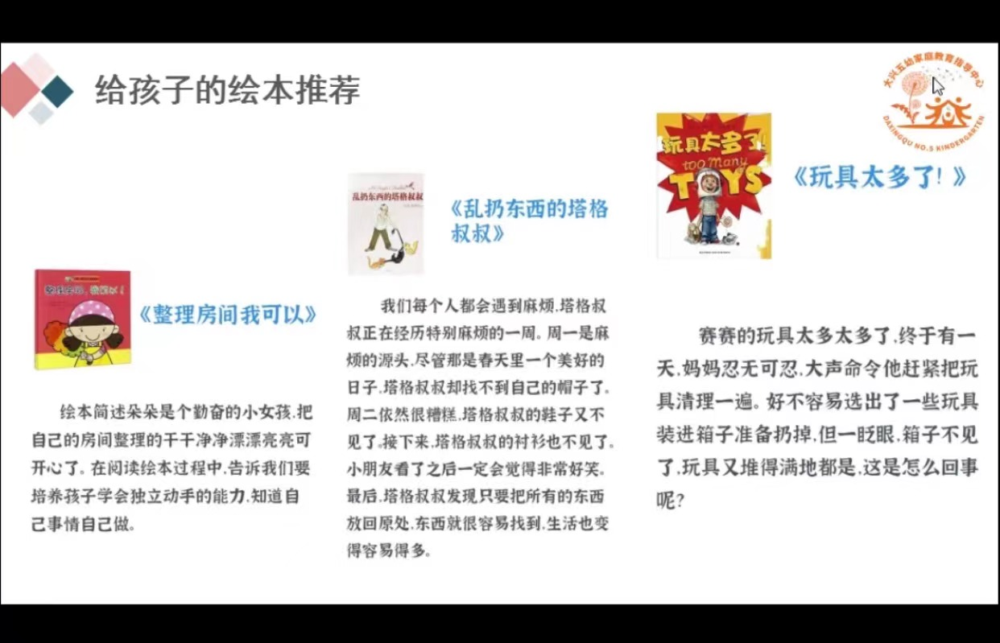 给孩子的绘本推荐
大兴五幼家庭教育指导中心
DAXINGQU NO.5 KINDERGARTEN
整理房间,我可以!
《整理房间我可以》
绘本简述朵朵是个勤奋的小女孩,把
自己的房间整理的干干净净漂漂亮亮可
开心了。在阅读绘本过程中,告诉我们要
培养孩子学会独立动手的能力,知道自
己事情自己做。
乱扔东西的塔格叔叔
《乱扔东西的塔格
叔叔》
我们每个人都会遇到麻烦,塔格叔
叔正在经历特别麻烦的一周。周一是麻
烦的源头,尽管那是春天里一个美好的
日子,塔格叔叔却找不到自己的帽子了。
周二依然很糟糕,塔格叔叔的鞋子又不
见了,接下来,塔格叔叔的衬衫也不见了。
小朋友看了之后一定会觉得非常好笑。
最后,塔格叔叔发现只要把所有的东西
放回原处,东西就很容易找到,生活也变
得容易得多。
玩具太多了!
too Many
TOYS
《玩具太多了!》
赛赛的玩具太多太多了,终于有一
天,妈妈忍无可忍,大声命令他赶紧把玩
具清理一遍。好不容易选出了一些玩具
装进箱子准备扔掉,但一眨眼,箱子不见
了,玩具又堆得满地都是,这是怎么回事
呢?